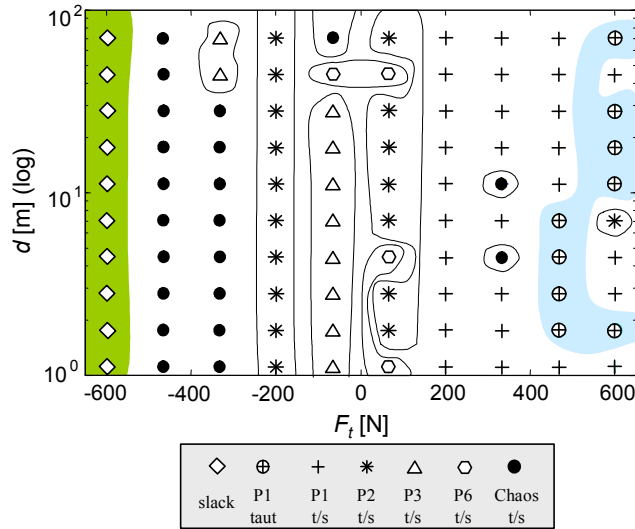 10²
10¹
10⁰
d [m] (log)
-600 -400 -200 0 200 400 600
Fₜ [N]
slack P1 P1 P2 P3 P6 Chaos
taut t/s t/s t/s t/s t/s